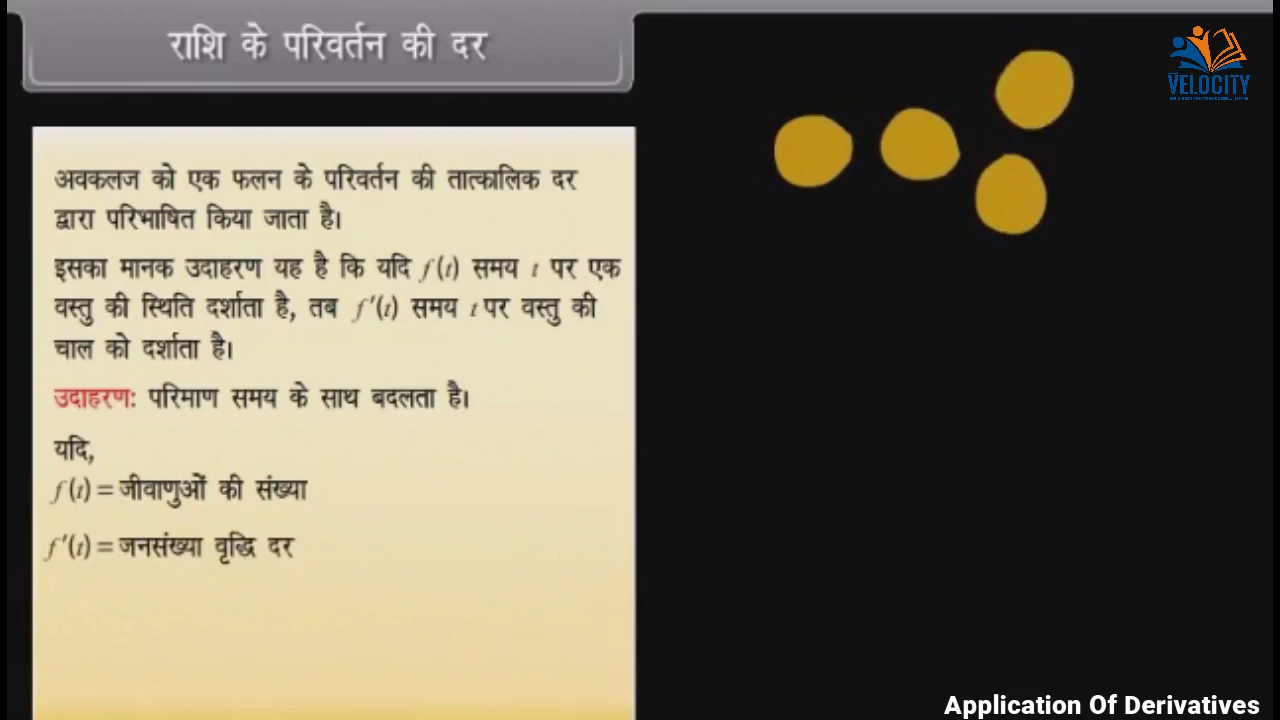 राशि के परिवर्तन की दर
VELOCITY
अवकलज को एक फलन के परिवर्तन की तात्कालिक दर
द्वारा परिभाषित किया जाता है।
इसका मानक उदाहरण यह है कि यदि f(t) समय t पर एक
वस्तु की स्थिति दर्शाता है, तब f'(t) समय t पर वस्तु की
चाल को दर्शाता है।
उदाहरण: परिमाण समय के साथ बदलता है।
यदि,
f(t) = जीवाणुओं की संख्या
f'(t) = जनसंख्या वृद्धि दर
Application Of Derivatives